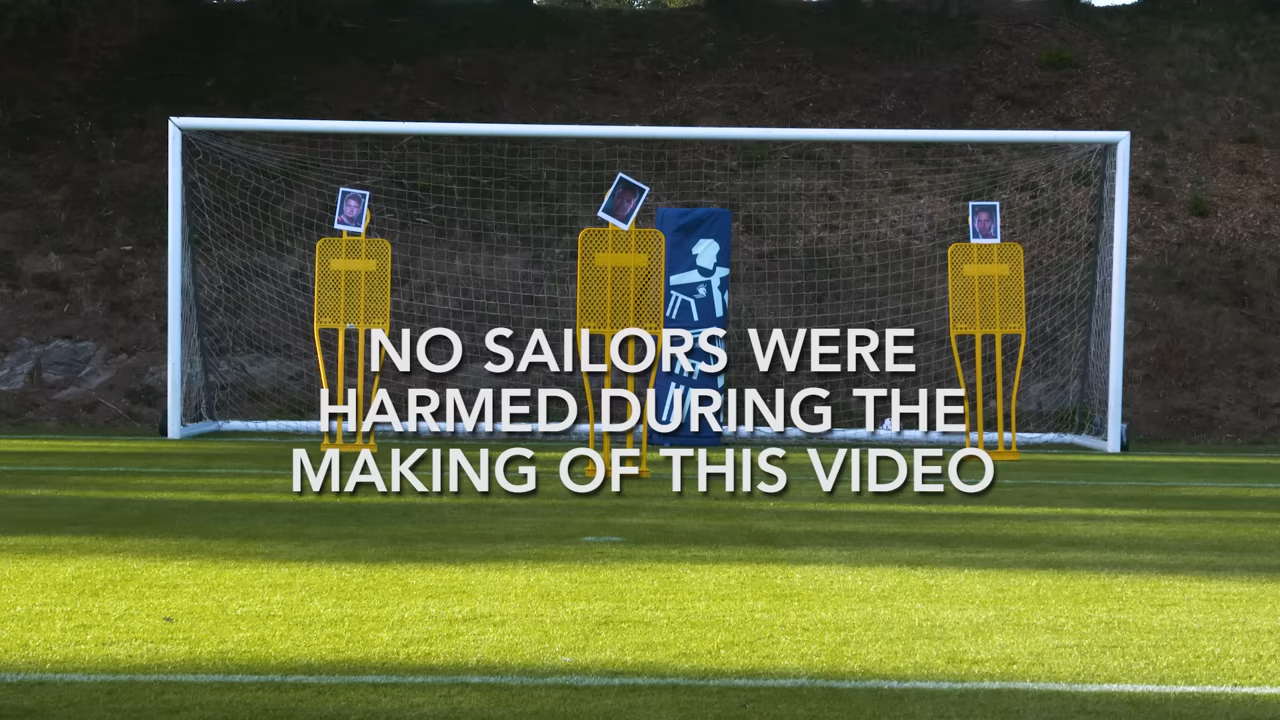 NO SAILORS WERE
HARMED DURING THE
MAKING OF THIS VIDEO